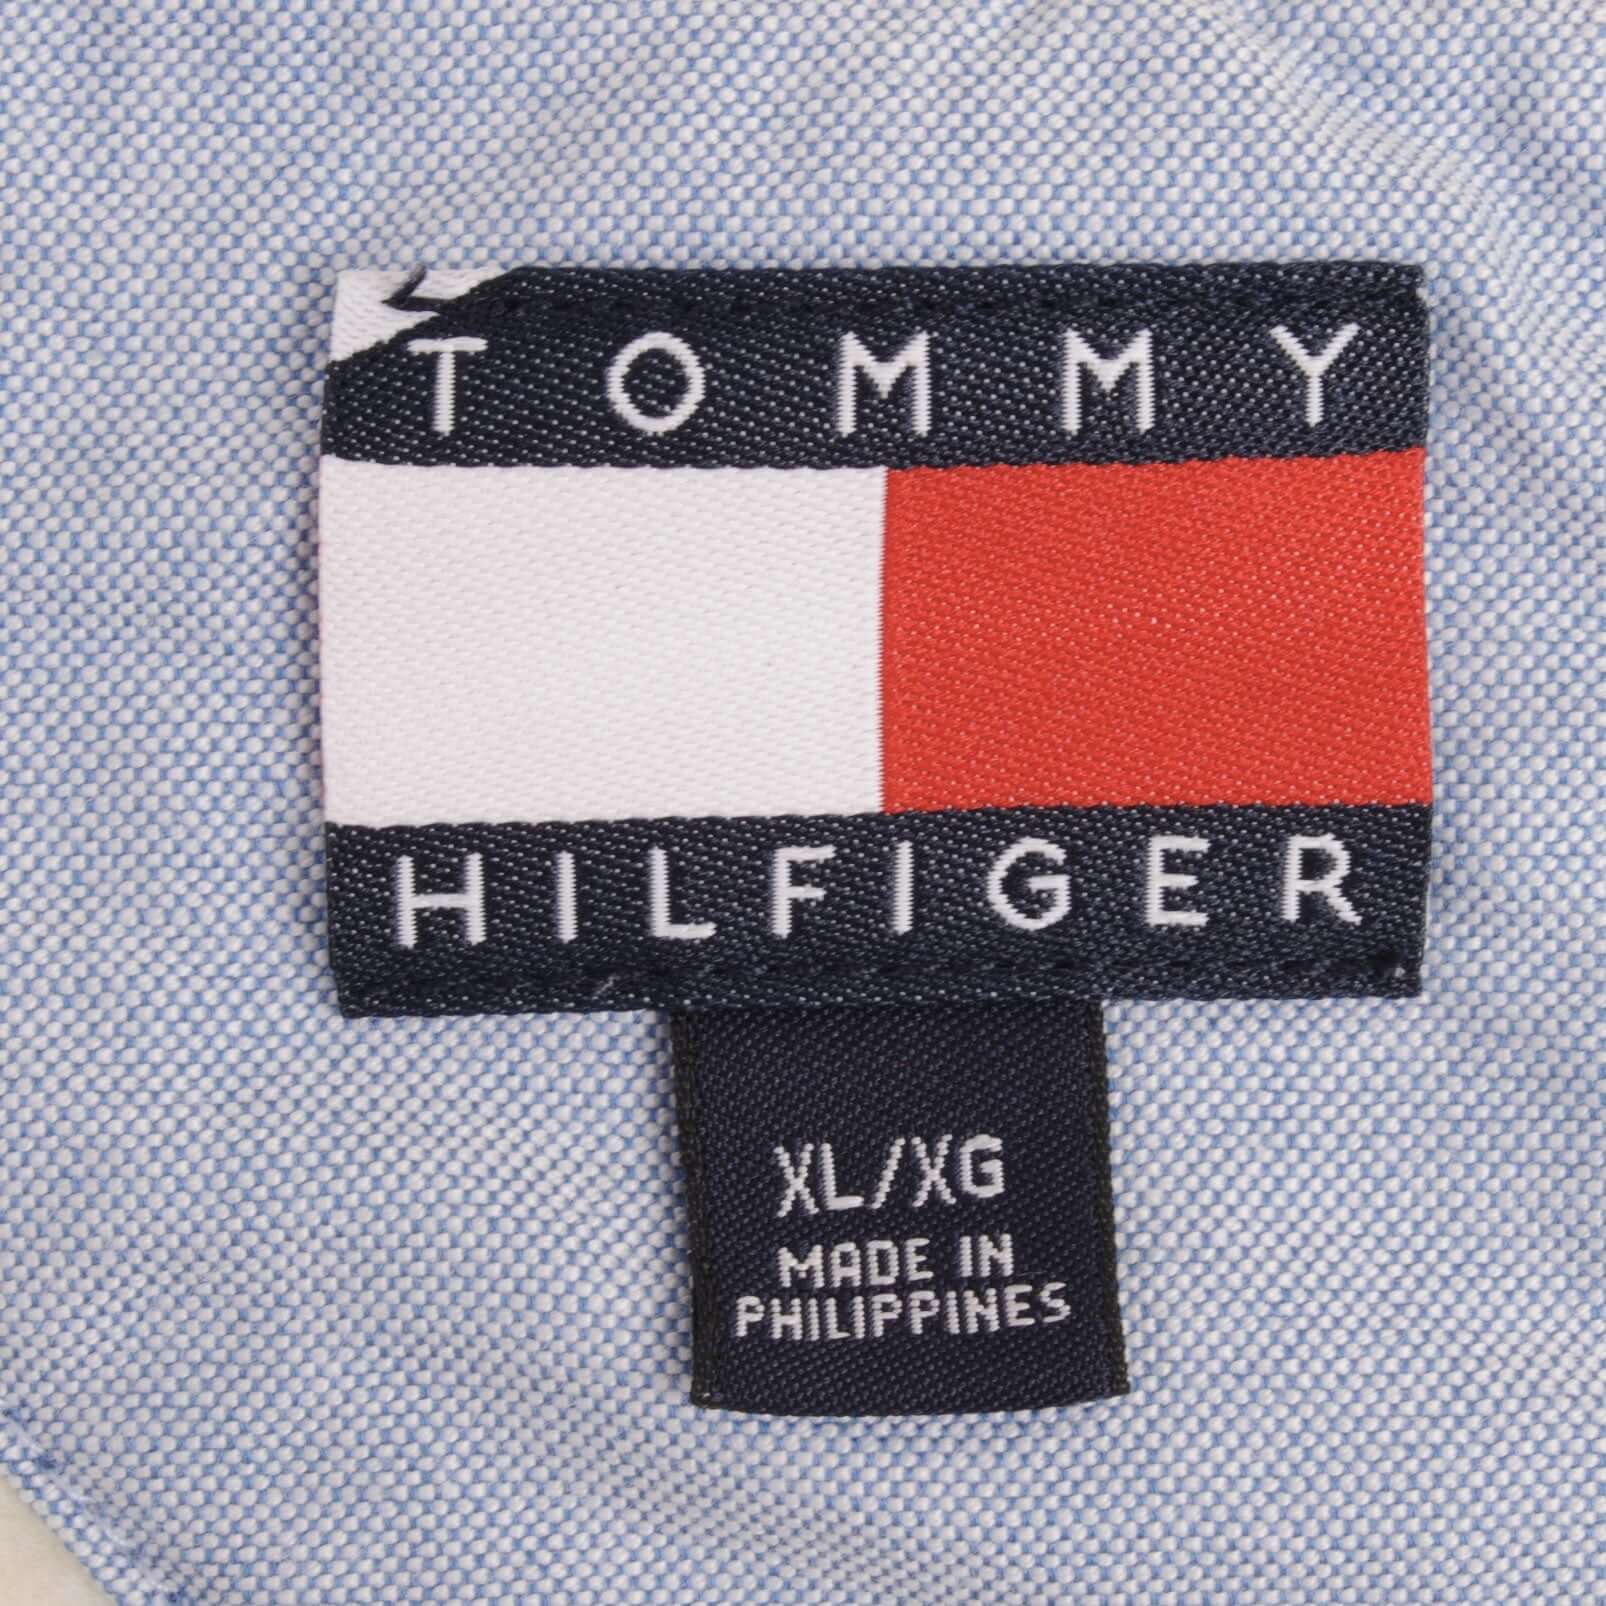 TOMMY
HILFIGER
XL/XG
MADE IN
PHILIPPINES